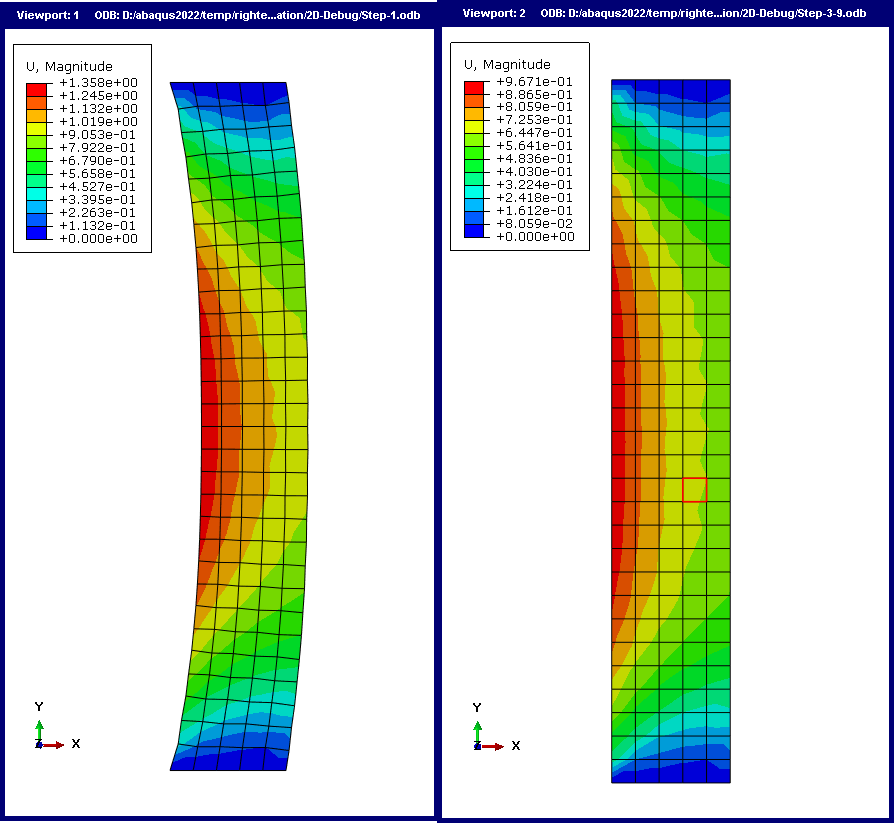 Viewport: 1 ODB: D:/abaqus2022/temp/righte...ation/2D-Debug/Step-1.odb
U, Magnitude
+1.358e+00
+1.245e+00
+1.132e+00
+1.019e+00
+9.053e-01
+7.922e-01
+6.790e-01
+5.658e-01
+4.527e-01
+3.395e-01
+2.263e-01
+1.132e-01
+0.000e+00
Y
Z
X
Viewport: 2 ODB: D:/abaqus2022/temp/righte...ion/2D-Debug/Step-3-9.odb
U, Magnitude
+9.671e-01
+8.865e-01
+8.059e-01
+7.253e-01
+6.447e-01
+5.641e-01
+4.836e-01
+4.030e-01
+3.224e-01
+2.418e-01
+1.612e-01
+8.059e-02
+0.000e+00
Y
Z
X